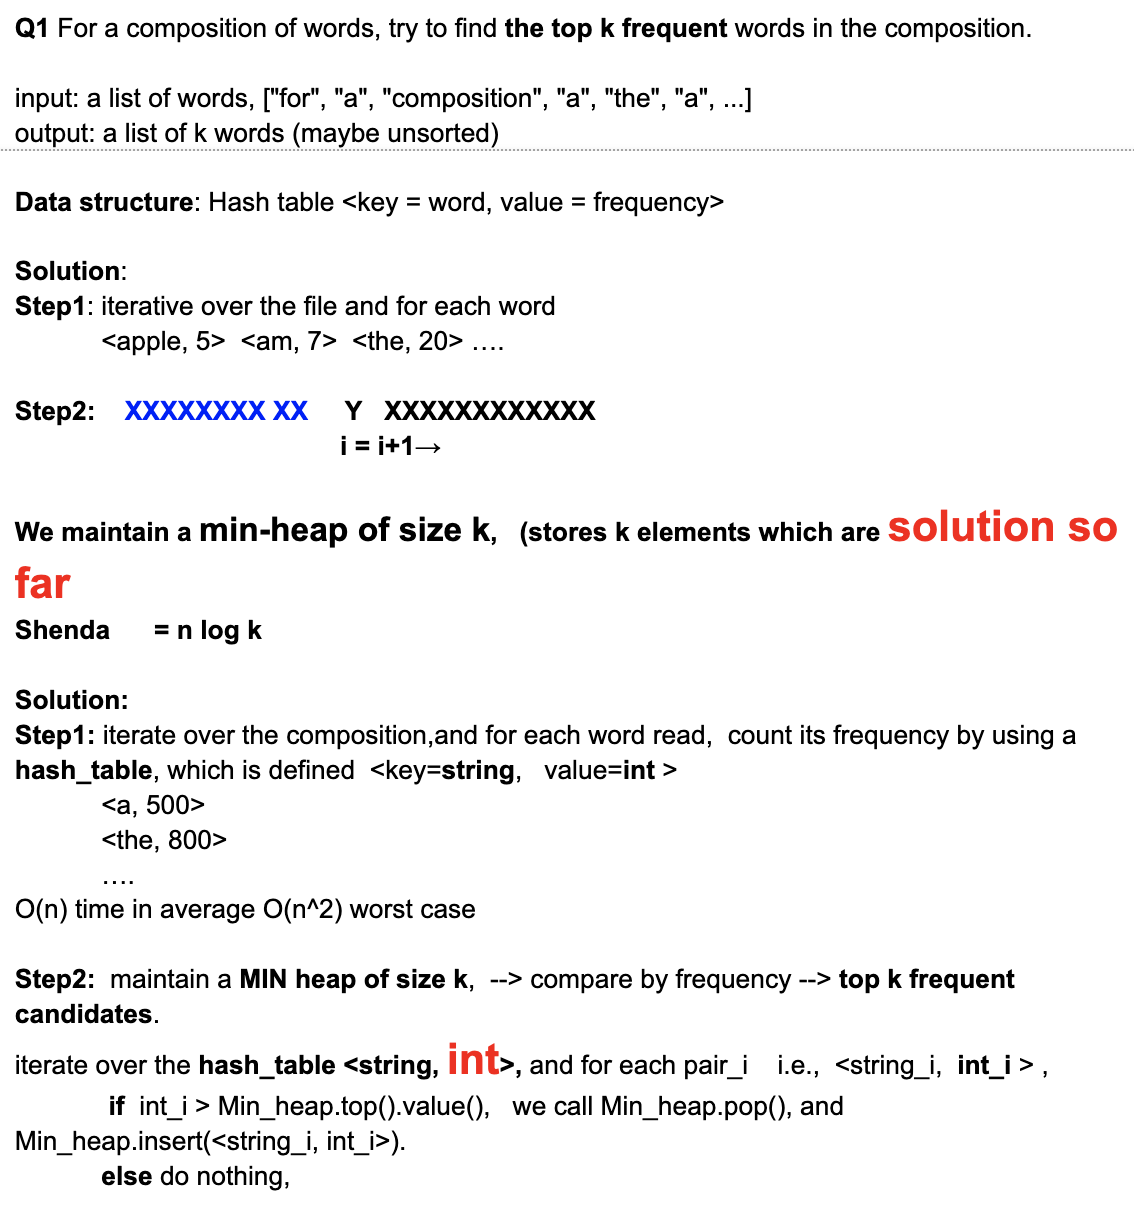 Q1 For a composition of words, try to find the top k frequent words in the composition.
input: a list of words, ["for", "a", "composition", "a", "the", "a", ...]
output: a list of k words (maybe unsorted)
Data structure: Hash table <key = word, value = frequency>
Solution:
Step1: iterative over the file and for each word
<apple, 5>  <am, 7>  <the, 20> ....
Step2:    XXXXXXXX XX     Y   XXXXXXXXXXXX
i = i+1→
We maintain a min-heap of size k,   (stores k elements which are solution so
far
Shenda      = n log k
Solution:
Step1: iterate over the composition,and for each word read,  count its frequency by using a
hash_table, which is defined  <key=string,   value=int >
<a, 500>
<the, 800>
....
O(n) time in average O(n^2) worst case
Step2:  maintain a MIN heap of size k,  --> compare by frequency --> top k frequent
candidates.
iterate over the hash_table <string, int>, and for each pair_i    i.e.,  <string_i,  int_i > ,
if  int_i > Min_heap.top().value(),   we call Min_heap.pop(), and
Min_heap.insert(<string_i, int_i>).
else do nothing,